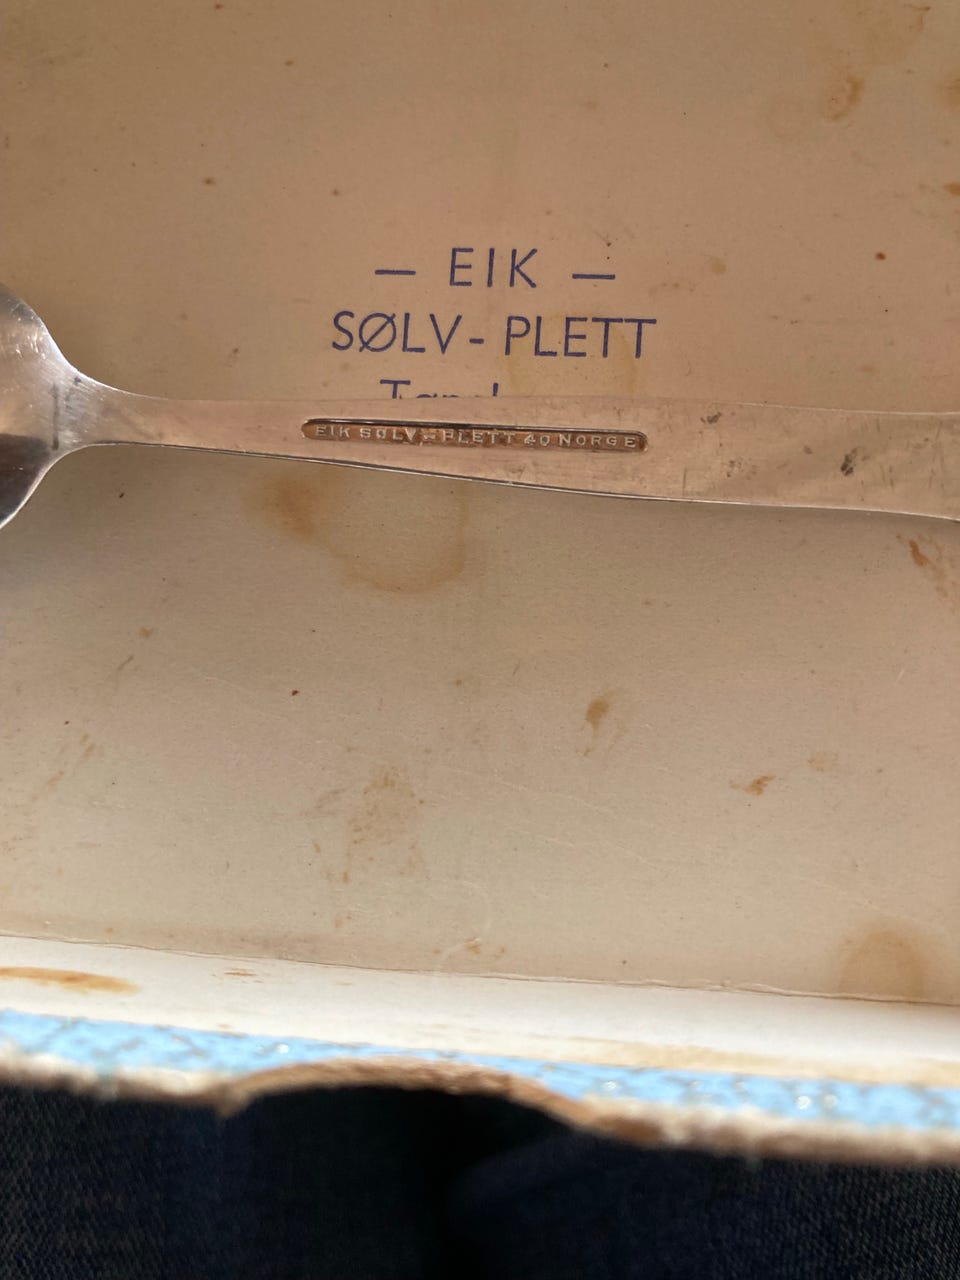 — EIK —
SØLV - PLETT
EIK SØLV - PLETT 40 NORGE